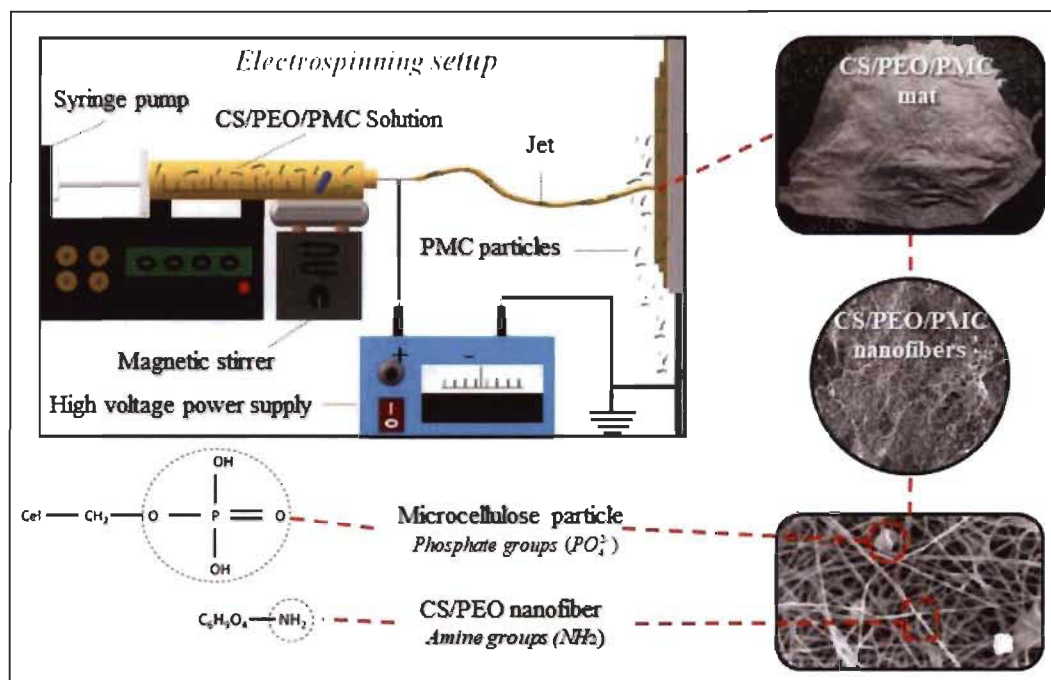 Electrospinning setup
Syringe pump
CS/PEO/PMC Solution
Jet
PMC particles
Magnetic stirrer
+
−
High voltage power supply
I
O
CS/PEO/PMC
mat
CS/PEO/PMC
nanofibers
OH
Cel — CH₂ — O — P = O
OH
Microcellulose particle
Phosphate groups (PO₄³⁻)
C₆H₉O₄ — NH₂
CS/PEO nanofiber
Amine groups (NH₂)